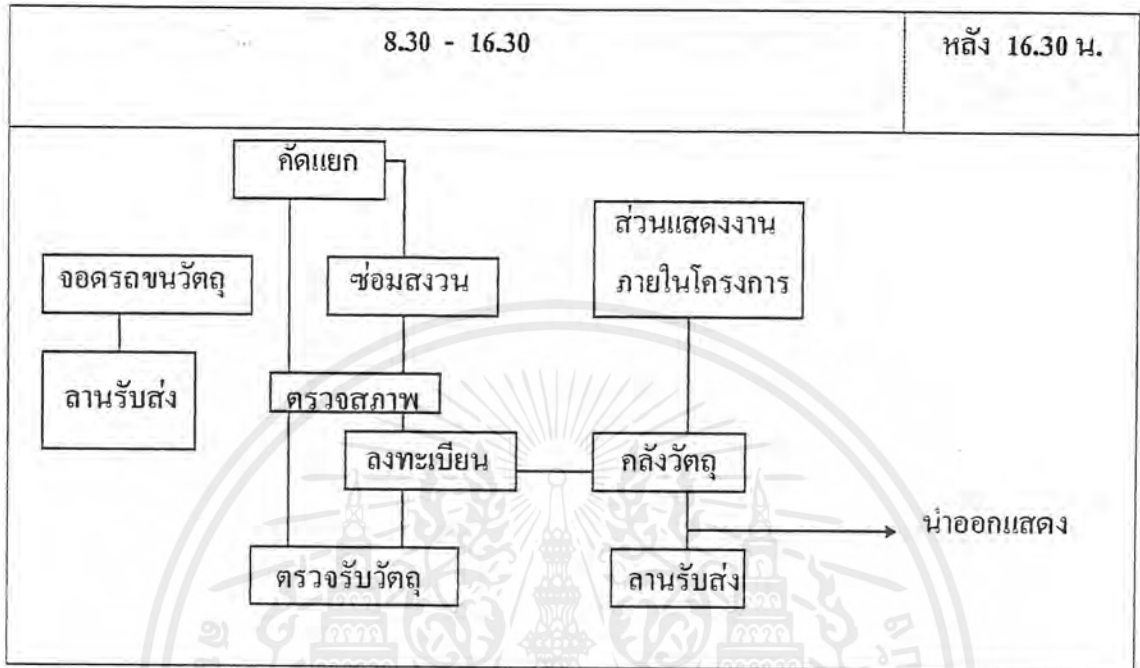 8.30 - 16.30
หลัง 16.30 น.
คัดแยก
ส่วนแสดงงาน
ภายในโครงการ
จอดรถขนวัตถุ
ซ่อมสงวน
ลานรับส่ง
ตรวจสภาพ
ลงทะเบียน
คลังวัตถุ
นำออกแสดง
ตรวจรับวัตถุ
ลานรับส่ง